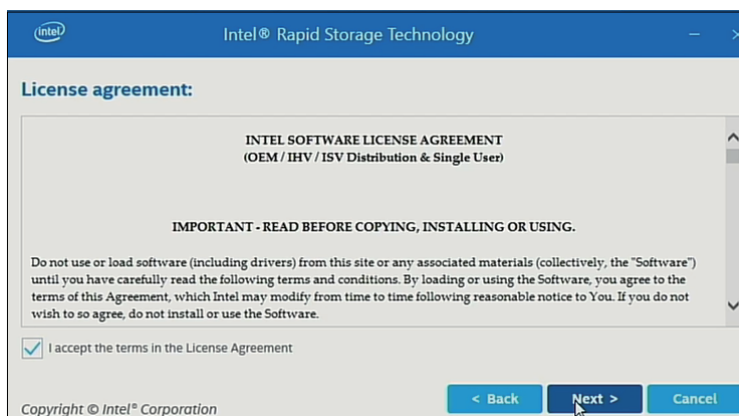 intel
Intel® Rapid Storage Technology
License agreement:
INTEL SOFTWARE LICENSE AGREEMENT
(OEM / IHV / ISV Distribution & Single User)
IMPORTANT - READ BEFORE COPYING, INSTALLING OR USING.
Do not use or load software (including drivers) from this site or any associated materials (collectively, the "Software")
until you have carefully read the following terms and conditions. By loading or using the Software, you agree to the
terms of this Agreement, which Intel may modify from time to time following reasonable notice to You. If you do not
wish to so agree, do not install or use the Software.
I accept the terms in the License Agreement
< Back
Next >
Cancel
Copyright © Intel® Corporation